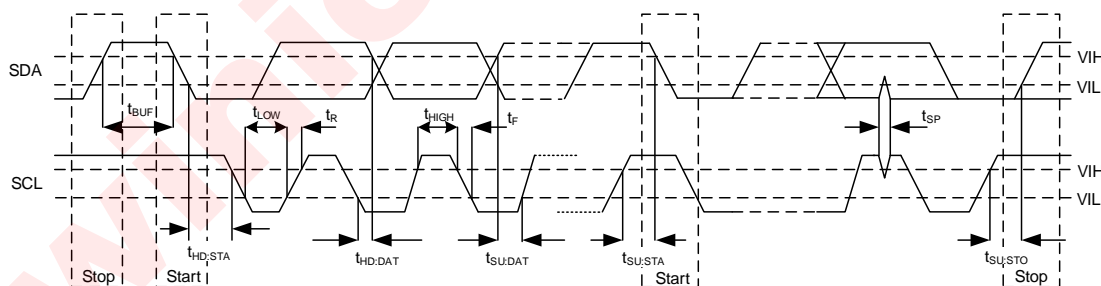 SDA
VIH
VIL
tBUF
tLOW
tR
tHIGH
tF
tSP
SCL
VIH
VIL
tHD:STA
tHD:DAT
tSU:DAT
tSU:STA
tSU:STO
Stop
Start
Start
Stop